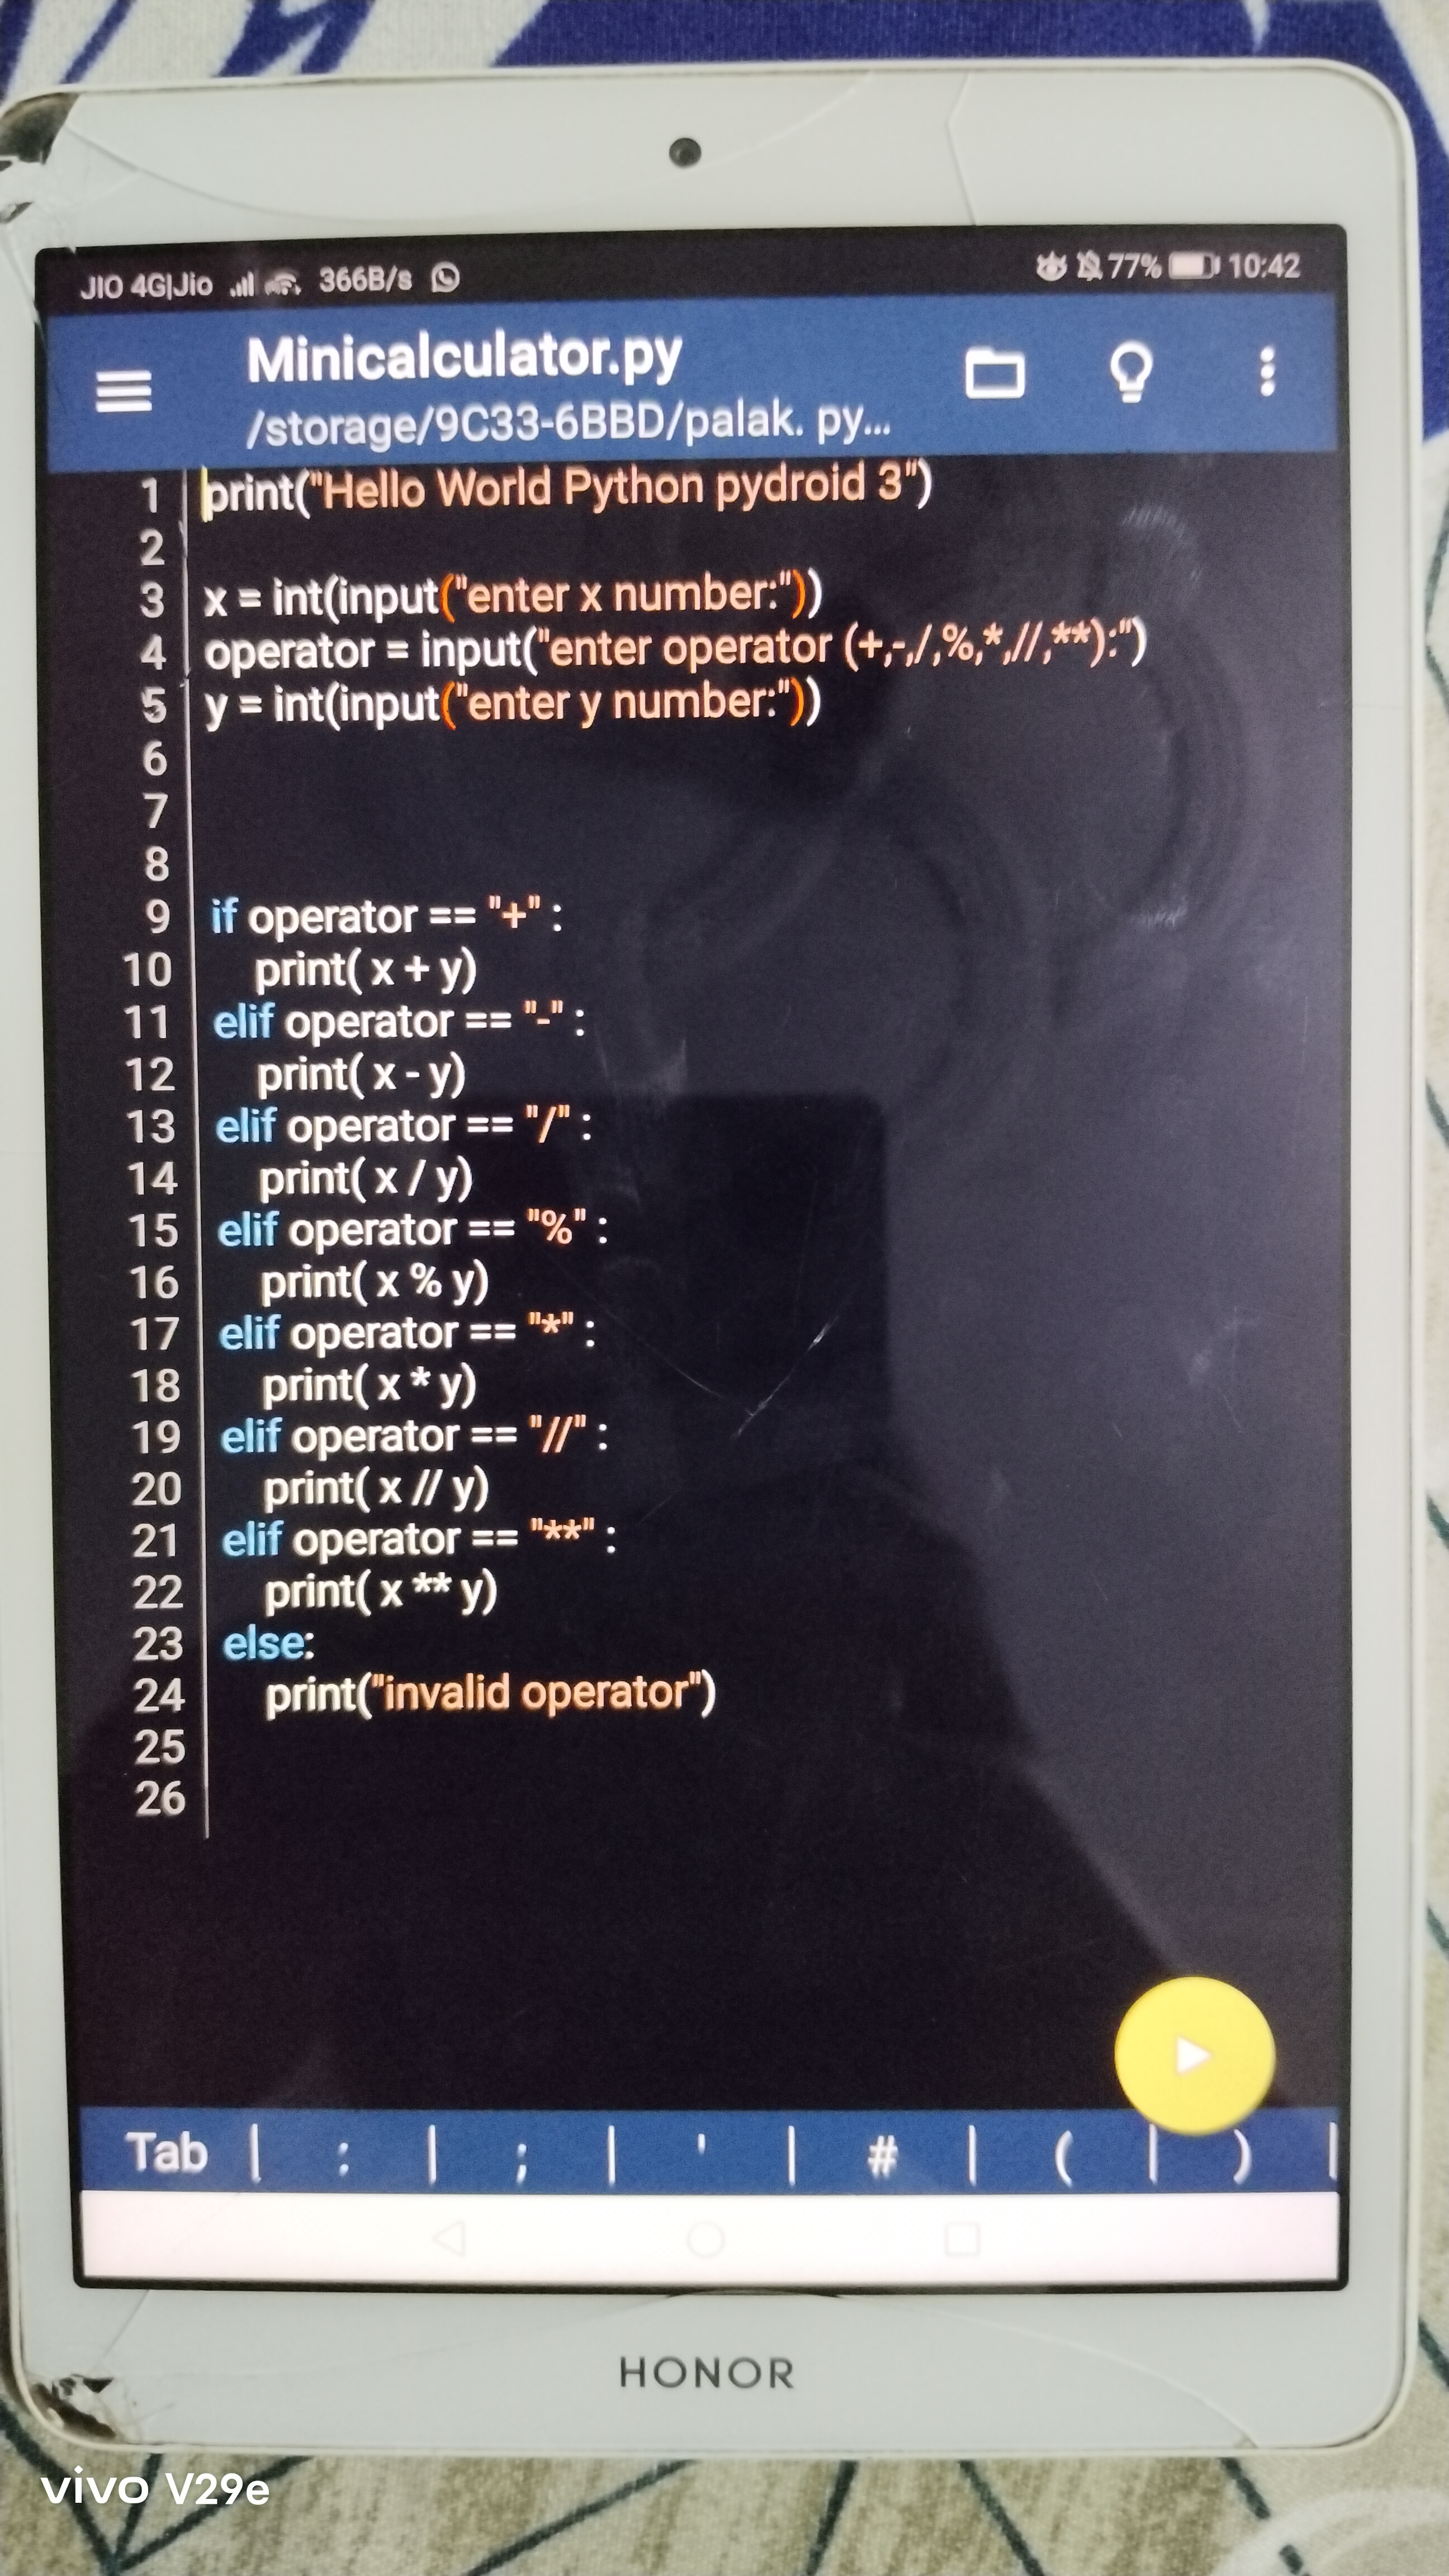 JIO 4G|Jio 366B/s 77% 10:42
Minicalculator.py
/storage/9C33-6BBD/palak. py...
1 print("Hello World Python pydroid 3")
2
3 x = int(input("enter x number:"))
4 operator = input("enter operator (+,-,/,%,*,//,**):")
5 y = int(input("enter y number:"))
6
7
8
9 if operator == "+" :
10 print( x + y)
11 elif operator == "-" :
12 print( x - y)
13 elif operator == "/" :
14 print( x / y)
15 elif operator == "%" :
16 print( x % y)
17 elif operator == "*" :
18 print( x * y)
19 elif operator == "//" :
20 print( x // y)
21 elif operator == "**" :
22 print( x ** y)
23 else:
24 print("invalid operator")
25
26
Tab | : | ; | ' | # | ( | ) |
HONOR
vivo V29e